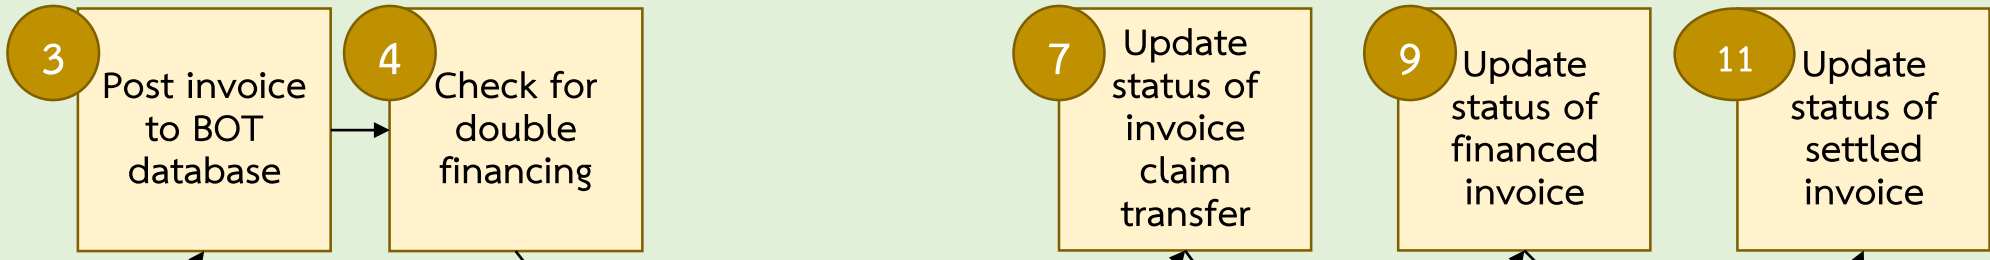 3
Post invoice
to BOT
database
4
Check for
double
financing
7
Update
status of
invoice
claim
transfer
9
Update
status of
financed
invoice
11
Update
status of
settled
invoice